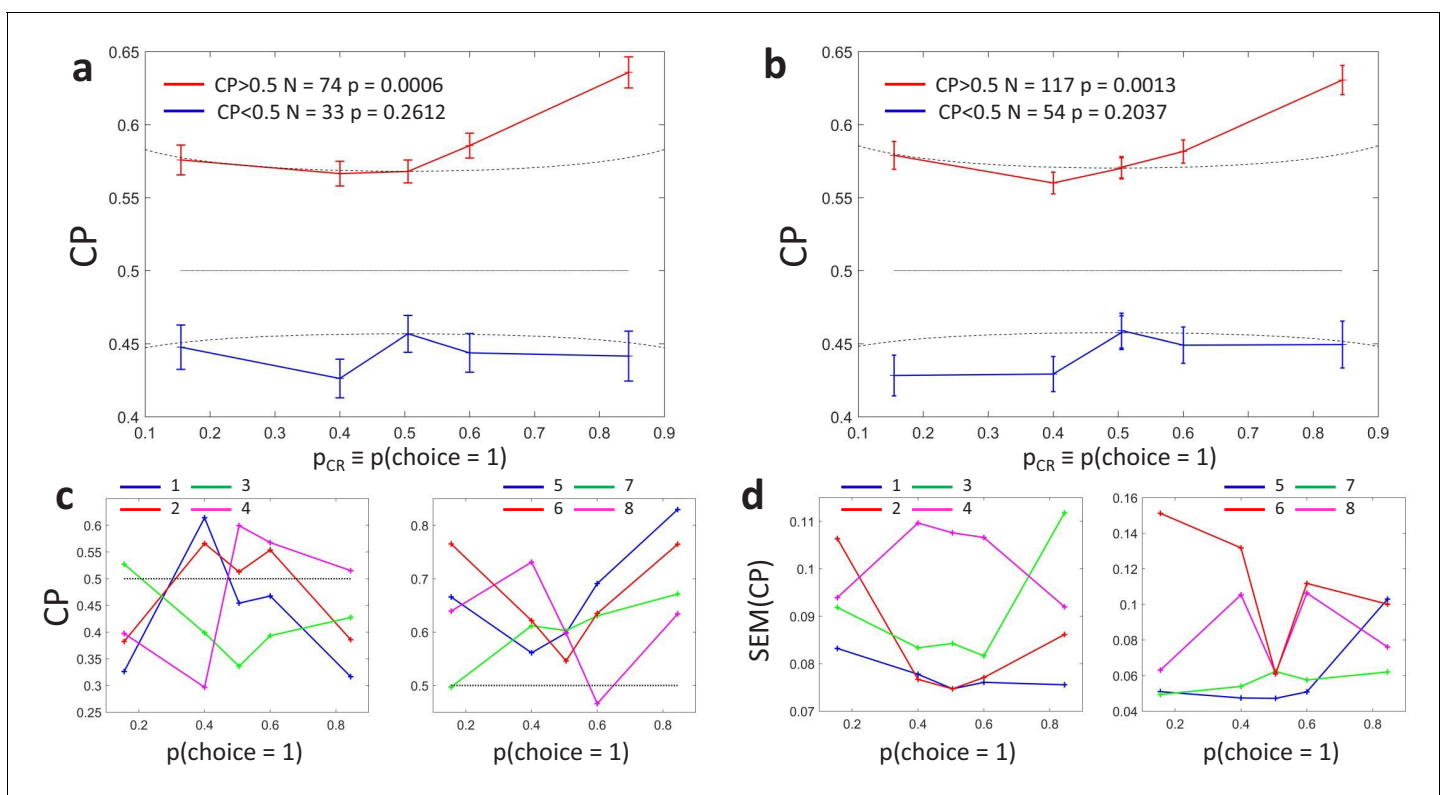 a
0.65
0.6
0.55
0.5
0.45
0.4
CP
CP>0.5 N = 74 p = 0.0006
CP<0.5 N = 33 p = 0.2612
0.1 0.2 0.3 0.4 0.5 0.6 0.7 0.8 0.9
pCR ≡ p(choice = 1)
b
0.65
0.6
0.55
0.5
0.45
0.4
CP
CP>0.5 N = 117 p = 0.0013
CP<0.5 N = 54 p = 0.2037
0.1 0.2 0.3 0.4 0.5 0.6 0.7 0.8 0.9
pCR ≡ p(choice = 1)
c
1 3
2 4
0.6
0.55
0.5
0.45
0.4
0.35
0.3
0.25
CP
0.2 0.4 0.6 0.8
p(choice = 1)
5 7
6 8
0.8
0.7
0.6
0.5
0.2 0.4 0.6 0.8
p(choice = 1)
d
1 3
2 4
0.11
0.1
0.09
0.08
0.07
SEM(CP)
0.2 0.4 0.6 0.8
p(choice = 1)
5 7
6 8
0.16
0.14
0.12
0.1
0.08
0.06
0.04
0.2 0.4 0.6 0.8
p(choice = 1)